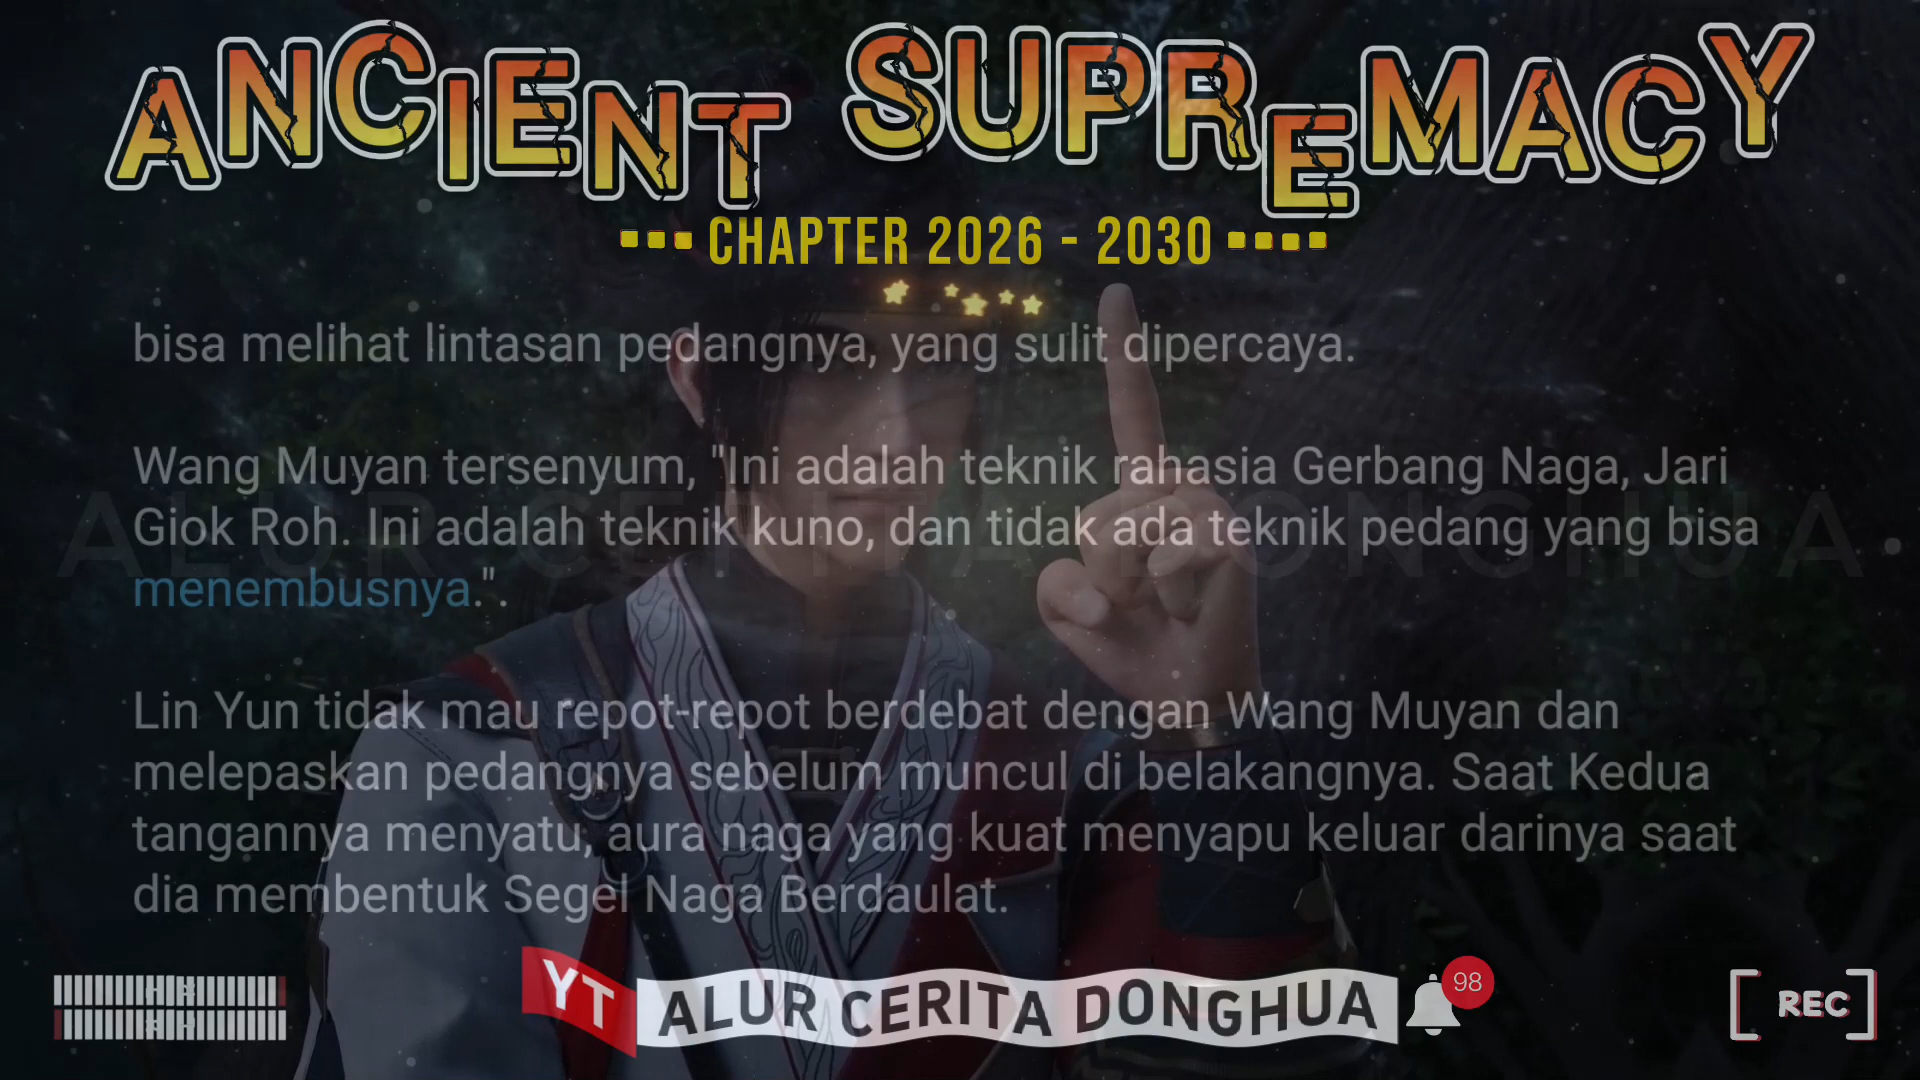 ANCIENT SUPREMACY
CHAPTER 2026 - 2030
bisa melihat lintasan pedangnya, yang sulit dipercaya.
Wang Muyan tersenyum, "Ini adalah teknik rahasia Gerbang Naga, Jari
Giok Roh. Ini adalah teknik kuno, dan tidak ada teknik pedang yang bisa
menembusnya.".
ALUR CERITA DONGHUA
Lin Yun tidak mau repot-repot berdebat dengan Wang Muyan dan
melepaskan pedangnya sebelum muncul di belakangnya. Saat Kedua
tangannya menyatu, aura naga yang kuat menyapu keluar darinya saat
dia membentuk Segel Naga Berdaulat.
YT ALUR CERITA DONGHUA 98
REC